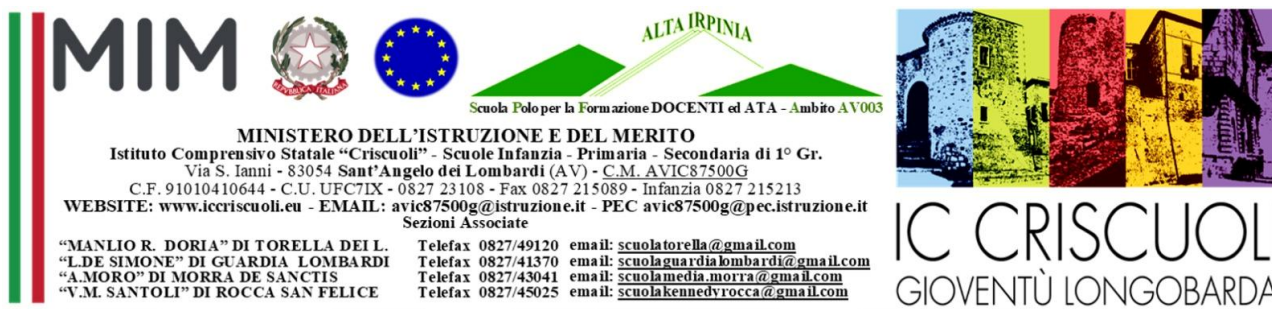 MIM
REPVBBLICA ITALIANA
ALTA IRPINIA
Scuola Polo per la Formazione DOCENTI ed ATA - Ambito AV003
MINISTERO DELL’ISTRUZIONE E DEL MERITO
Istituto Comprensivo Statale “Criscuoli” - Scuole Infanzia - Primaria - Secondaria di 1° Gr.
Via S. Ianni - 83054 Sant’Angelo dei Lombardi (AV) - C.M. AVIC87500G
C.F. 91010410644 - C.U. UFC7IX - 0827 23108 - Fax 0827 215089 - Infanzia 0827 215213
WEBSITE: www.iccriscuoli.eu - EMAIL: avic87500g@istruzione.it - PEC avic87500g@pec.istruzione.it
Sezioni Associate
“MANLIO R. DORIA” DI TORELLA DEI L. Telefax 0827/49120 email: scuolatorella@gmail.com
“L.DE SIMONE” DI GUARDIA LOMBARDI Telefax 0827/41370 email: scuolaguardialombardi@gmail.com
“A.MORO” DI MORRA DE SANCTIS Telefax 0827/43041 email: scuolamedia.morra@gmail.com
“V.M. SANTOLI” DI ROCCA SAN FELICE Telefax 0827/45025 email: scuolakennedyrocca@gmail.com
IC CRISCUOLI
GIOVENTÙ LONGOBARDA